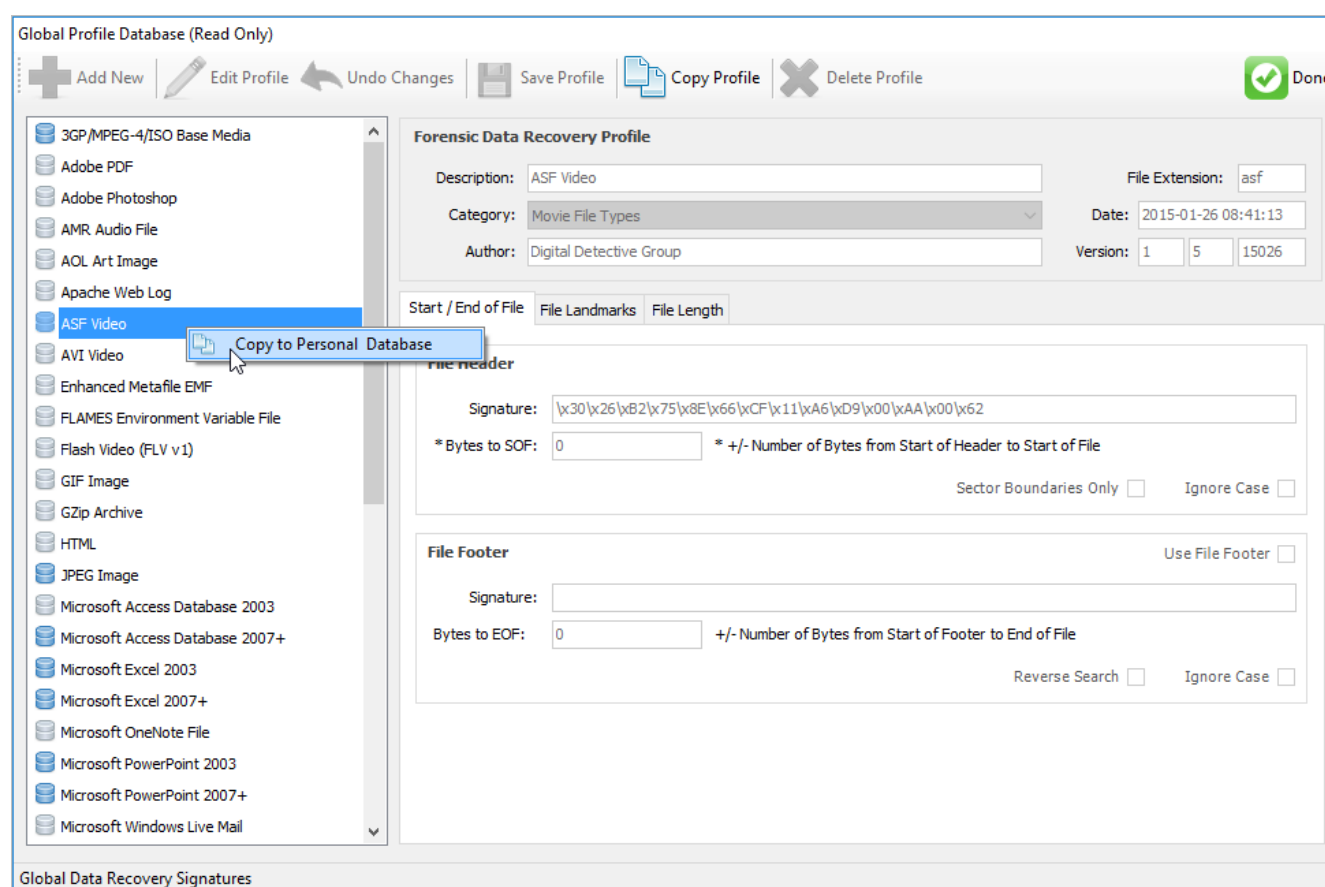 Global Profile Database (Read Only)
Add New Edit Profile Undo Changes Save Profile Copy Profile Delete Profile Done
3GP/MPEG-4/ISO Base Media
Adobe PDF
Adobe Photoshop
AMR Audio File
AOL Art Image
Apache Web Log
ASF Video
Copy to Personal Database
AVI Video
Enhanced Metafile EMF
FLAMES Environment Variable File
Flash Video (FLV v1)
GIF Image
GZip Archive
HTML
JPEG Image
Microsoft Access Database 2003
Microsoft Access Database 2007+
Microsoft Excel 2003
Microsoft Excel 2007+
Microsoft OneNote File
Microsoft PowerPoint 2003
Microsoft PowerPoint 2007+
Microsoft Windows Live Mail
Forensic Data Recovery Profile
Description: ASF Video File Extension: asf
Category: Movie File Types Date: 2015-01-26 08:41:13
Author: Digital Detective Group Version: 1 5 15026
Start / End of File File Landmarks File Length
File Header
Signature: \x30\x26\xB2\x75\x8E\x66\xCF\x11\xA6\xD9\x00\xAA\x00\x62
* Bytes to SOF: 0 * +/- Number of Bytes from Start of Header to Start of File
Sector Boundaries Only Ignore Case
File Footer Use File Footer
Signature:
Bytes to EOF: 0 +/- Number of Bytes from Start of Footer to End of File
Reverse Search Ignore Case
Global Data Recovery Signatures